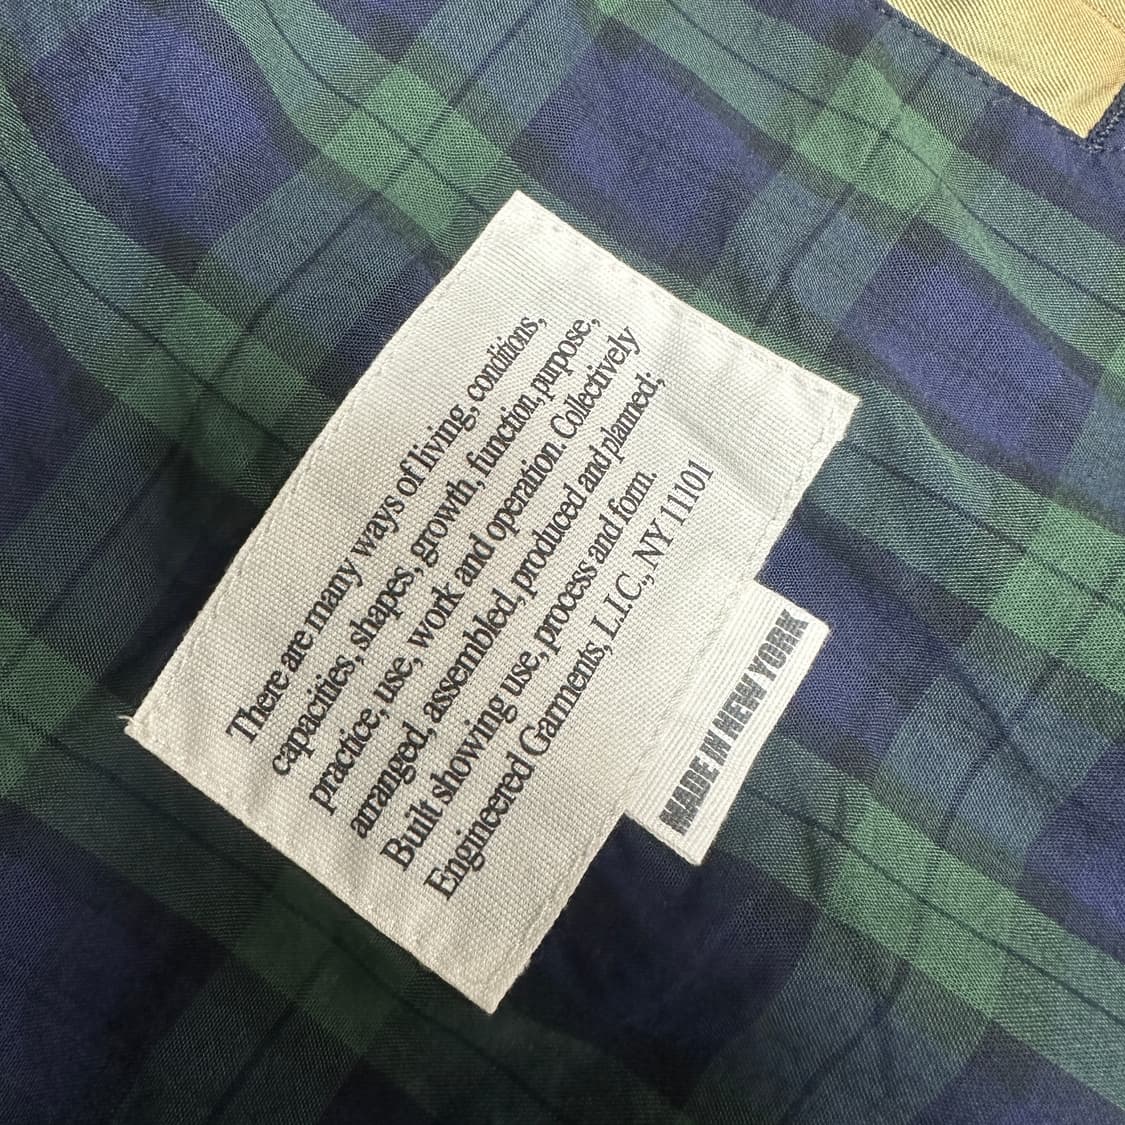 There are many ways of living, conditions,
capacities, shapes, growth, function, purpose,
practice, use, work and operation. Collectively
arranged, assembled, produced and planned;
Built showing use, process and form.
Engineered Garments, L.I.C., NY 11101
MADE IN NEW YORK